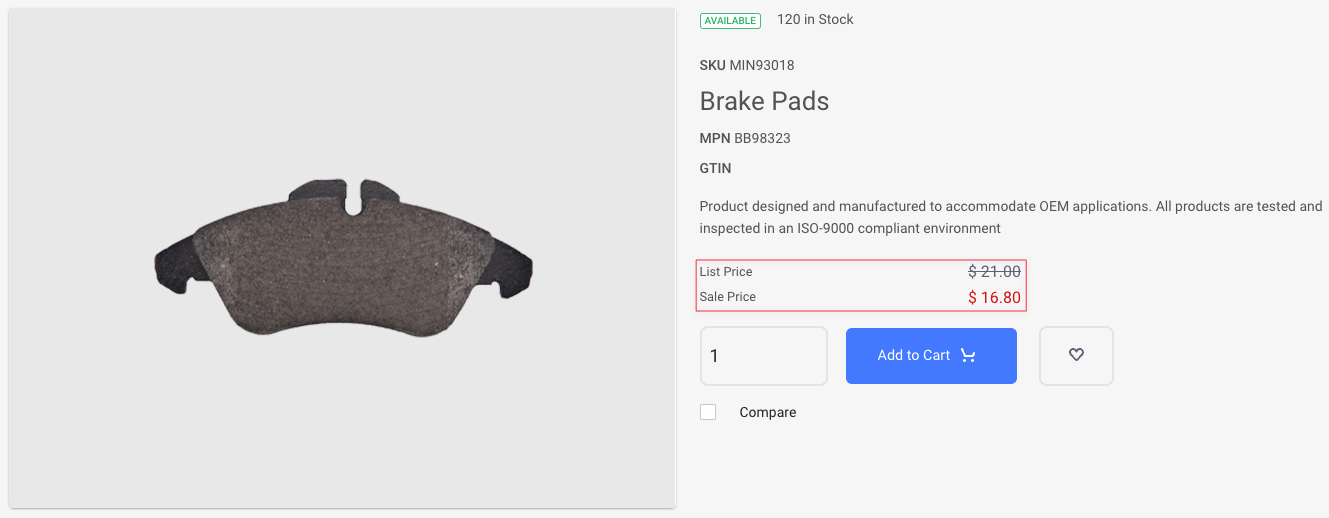 AVAILABLE 120 in Stock
SKU MIN93018
Brake Pads
MPN BB98323
GTIN
Product designed and manufactured to accommodate OEM applications. All products are tested and
inspected in an ISO-9000 compliant environment
List Price $ 21.00
Sale Price $ 16.80
1 Add to Cart
Compare